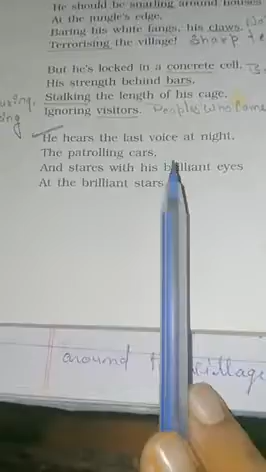 He should be snarling around houses
At the jungle's edge,
Baring his white fangs, his claws,
Terrorising the village! Sharp te
But he's locked in a concrete cell,
His strength behind bars,
Stalking the length of his cage,
Ignoring visitors. People who come
He hears the last voice at night,
The patrolling cars,
And stares with his brilliant eyes
At the brilliant stars
around village